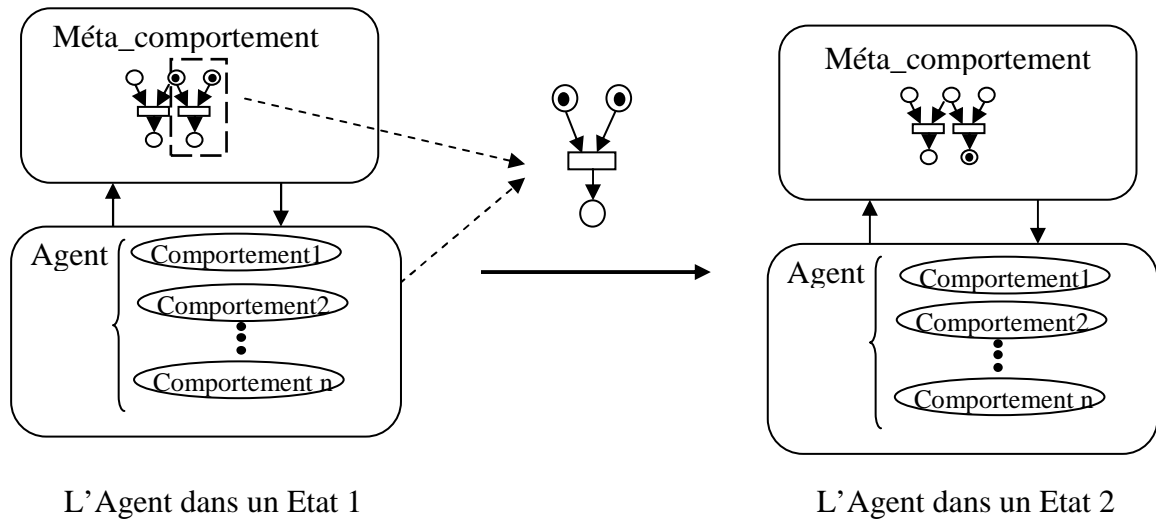 Méta_comportement
Agent
Comportement1
Comportement2
Comportement n
L’Agent dans un Etat 1
Méta_comportement
Agent
Comportement1
Comportement2
Comportement n
L’Agent dans un Etat 2